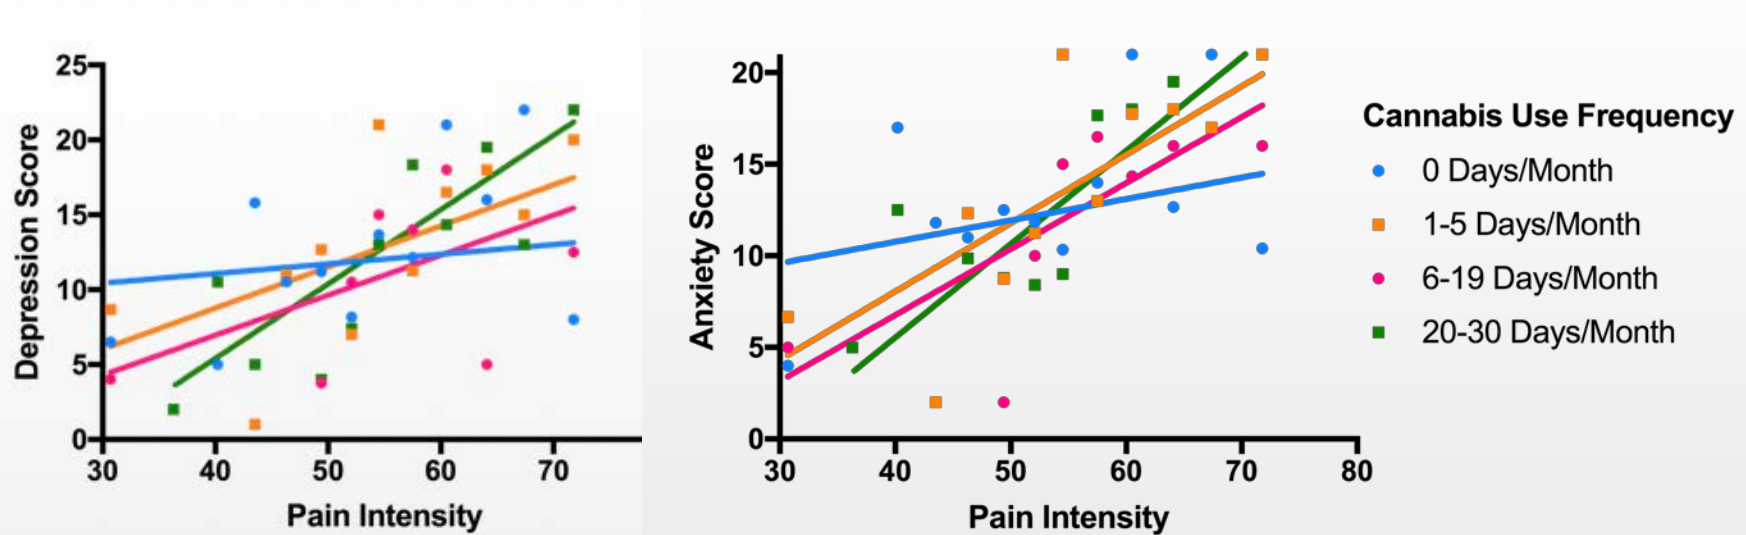 Depression Score
25
20
15
10
5
0
30 40 50 60 70
Pain Intensity
Anxiety Score
20
15
10
5
0
30 40 50 60 70 80
Pain Intensity
Cannabis Use Frequency
0 Days/Month
1-5 Days/Month
6-19 Days/Month
20-30 Days/Month